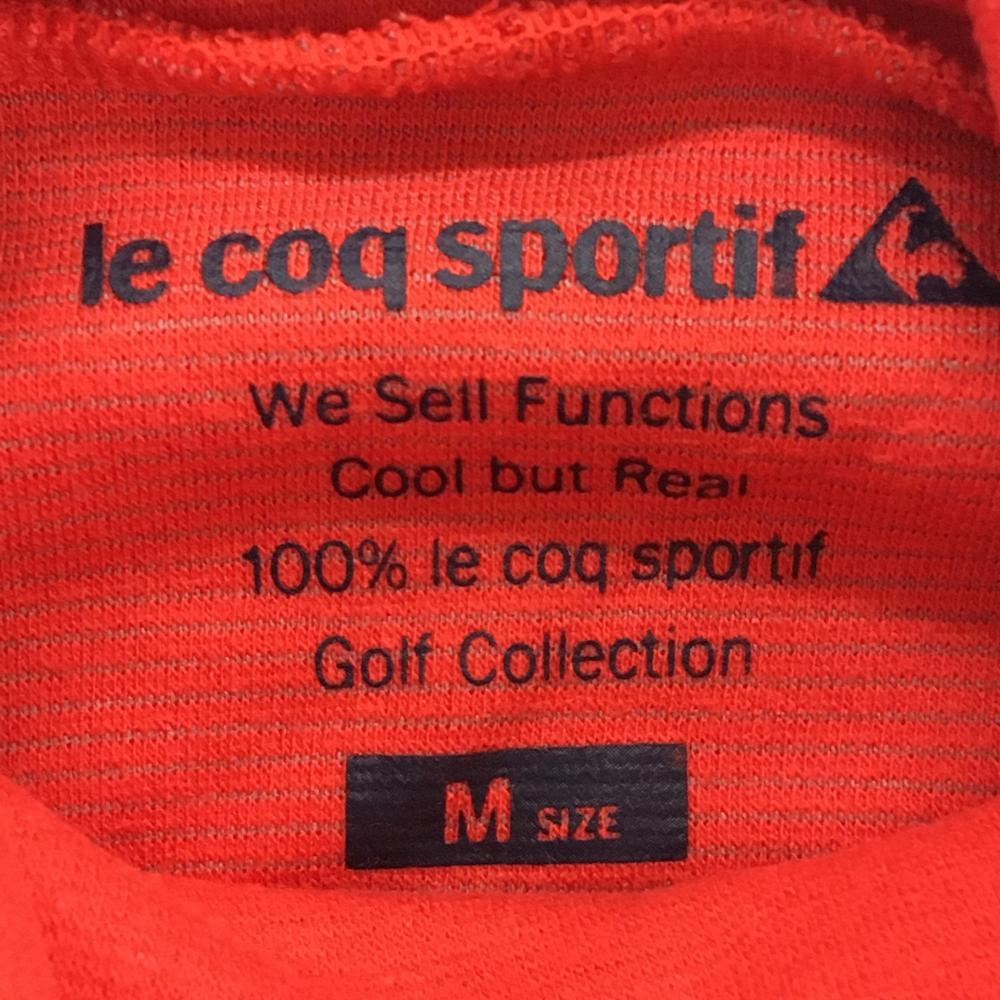 le coq sportif
We Sell Functions
Cool but Real
100% le coq sportif
Golf Collection
M SIZE